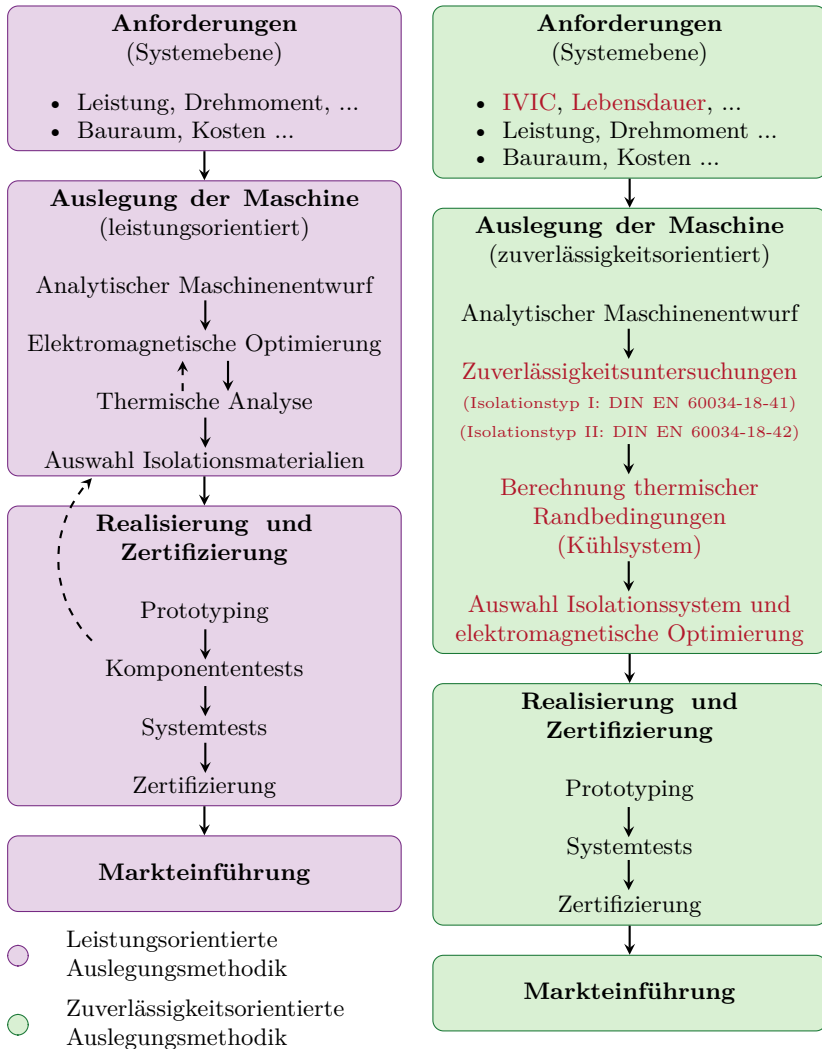 Anforderungen
(Systemebene)
• Leistung, Drehmoment, ...
• Bauraum, Kosten ...
Auslegung der Maschine
(leistungsorientiert)
Analytischer Maschinenentwurf
Elektromagnetische Optimierung
Thermische Analyse
Auswahl Isolationsmaterialien
Realisierung und
Zertifizierung
Prototyping
Komponententests
Systemtests
Zertifizierung
Markteinführung
Leistungsorientierte
Auslegungsmethodik
Zuverlässigkeitsorientierte
Auslegungsmethodik
Anforderungen
(Systemebene)
• IVIC, Lebensdauer, ...
• Leistung, Drehmoment ...
• Bauraum, Kosten ...
Auslegung der Maschine
(zuverlässigkeitsorientiert)
Analytischer Maschinenentwurf
Zuverlässigkeitsuntersuchungen
(Isolationstyp I: DIN EN 60034-18-41)
(Isolationstyp II: DIN EN 60034-18-42)
Berechnung thermischer
Randbedingungen
(Kühlsystem)
Auswahl Isolationssystem und
elektromagnetische Optimierung
Realisierung und
Zertifizierung
Prototyping
Systemtests
Zertifizierung
Markteinführung